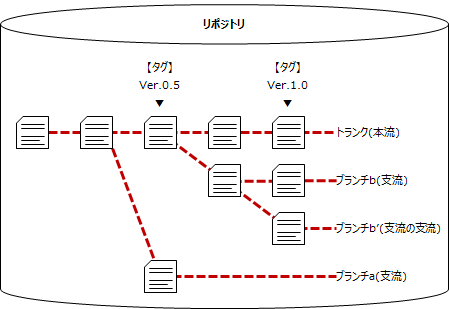 リポジトリ
【タグ】
Ver.0.5
▼
【タグ】
Ver.1.0
▼
トランク(本流)
ブランチb(支流)
ブランチb’(支流の支流)
ブランチa(支流)